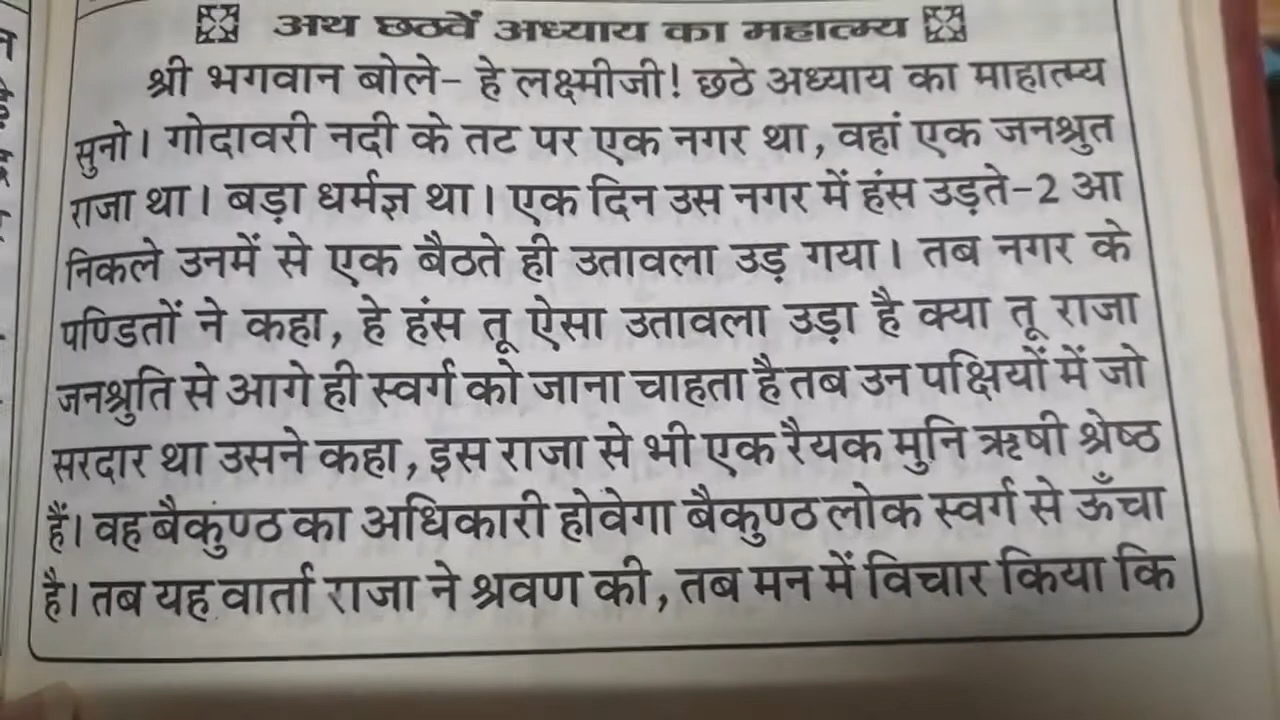 अथ छठवें अध्याय का महात्म्य
श्री भगवान बोले- हे लक्ष्मीजी! छठे अध्याय का माहात्म्य
सुनो। गोदावरी नदी के तट पर एक नगर था, वहां एक जनश्रुत
राजा था। बड़ा धर्मज्ञ था। एक दिन उस नगर में हंस उड़ते-2 आ
निकले उनमें से एक बैठते ही उतावला उड़ गया। तब नगर के
पण्डितों ने कहा, हे हंस तू ऐसा उतावला उड़ा है क्या तू राजा
जनश्रुति से आगे ही स्वर्ग को जाना चाहता है तब उन पक्षियों में जो
सरदार था उसने कहा, इस राजा से भी एक रैयक मुनि ऋषी श्रेष्ठ
हैं। वह बैकुण्ठ का अधिकारी होवेगा बैकुण्ठ लोक स्वर्ग से ऊँचा
है। तब यह वार्ता राजा ने श्रवण की, तब मन में विचार किया कि